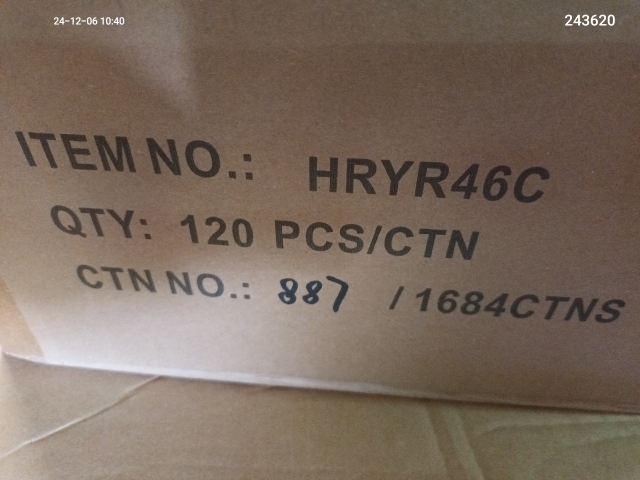 24-12-06 10:40
243620
ITEM NO.: HRYR46C
QTY: 120 PCS/CTN
CTN NO.: 887 / 1684CTNS